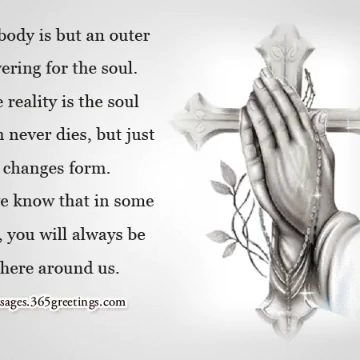 body is but an outer
ering for the soul.
reality is the soul
never dies, but just
changes form.
know that in some
, you will always be
here around us.
sages.365greetings.com